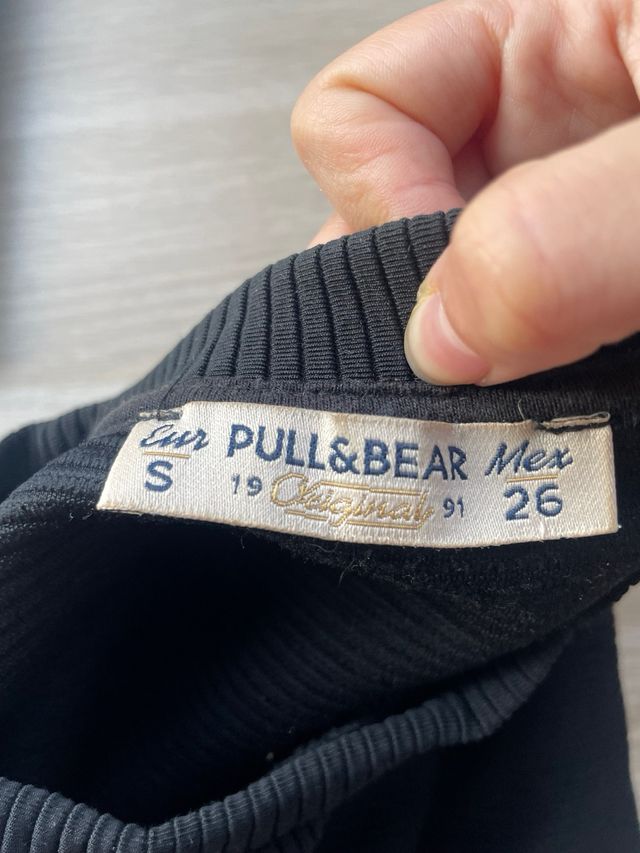 Eur PULL&BEAR Mex
S 19 Original 91 26